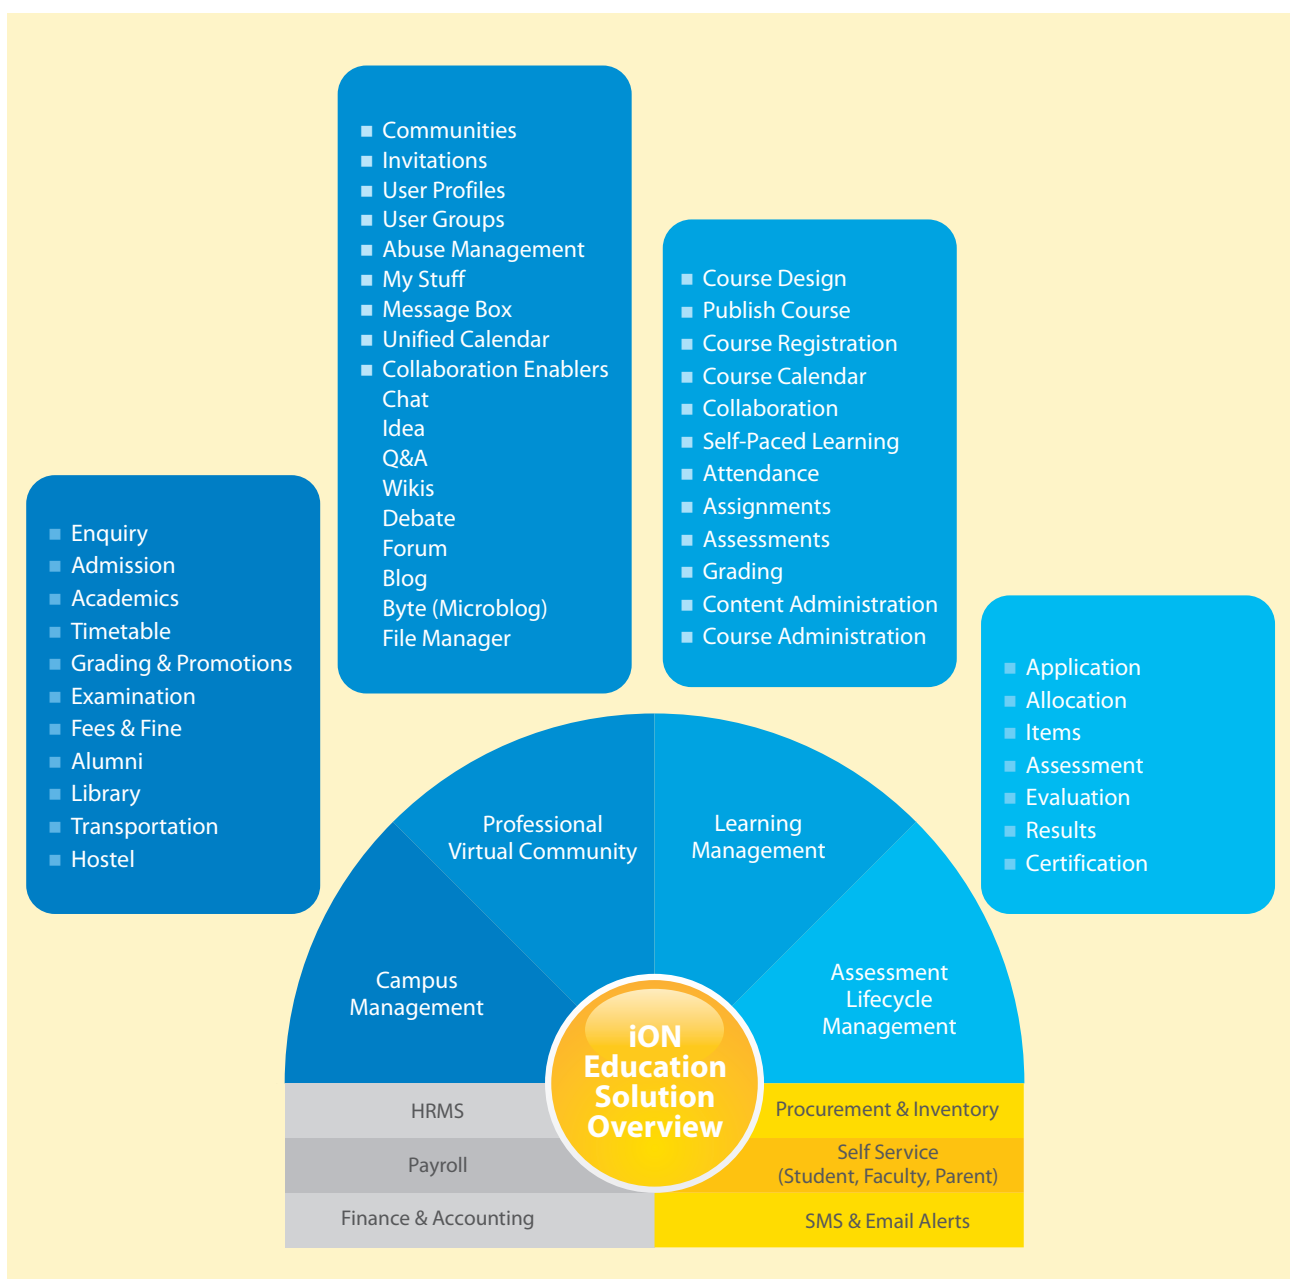 Communities
Invitations
User Profiles
User Groups
Abuse Management
My Stuff
Message Box
Unified Calendar
Collaboration Enablers
Chat
Idea
Q&A
Wikis
Debate
Forum
Blog
Byte (Microblog)
File Manager
Course Design
Publish Course
Course Registration
Course Calendar
Collaboration
Self-Paced Learning
Attendance
Assignments
Assessments
Grading
Content Administration
Course Administration
Enquiry
Admission
Academics
Timetable
Grading & Promotions
Examination
Fees & Fine
Alumni
Library
Transportation
Hostel
Application
Allocation
Items
Assessment
Evaluation
Results
Certification
Professional
Virtual Community
Learning
Management
Campus
Management
Assessment
Lifecycle
Management
iON
Education
Solution
Overview
HRMS
Payroll
Finance & Accounting
Procurement & Inventory
Self Service
(Student, Faculty, Parent)
SMS & Email Alerts